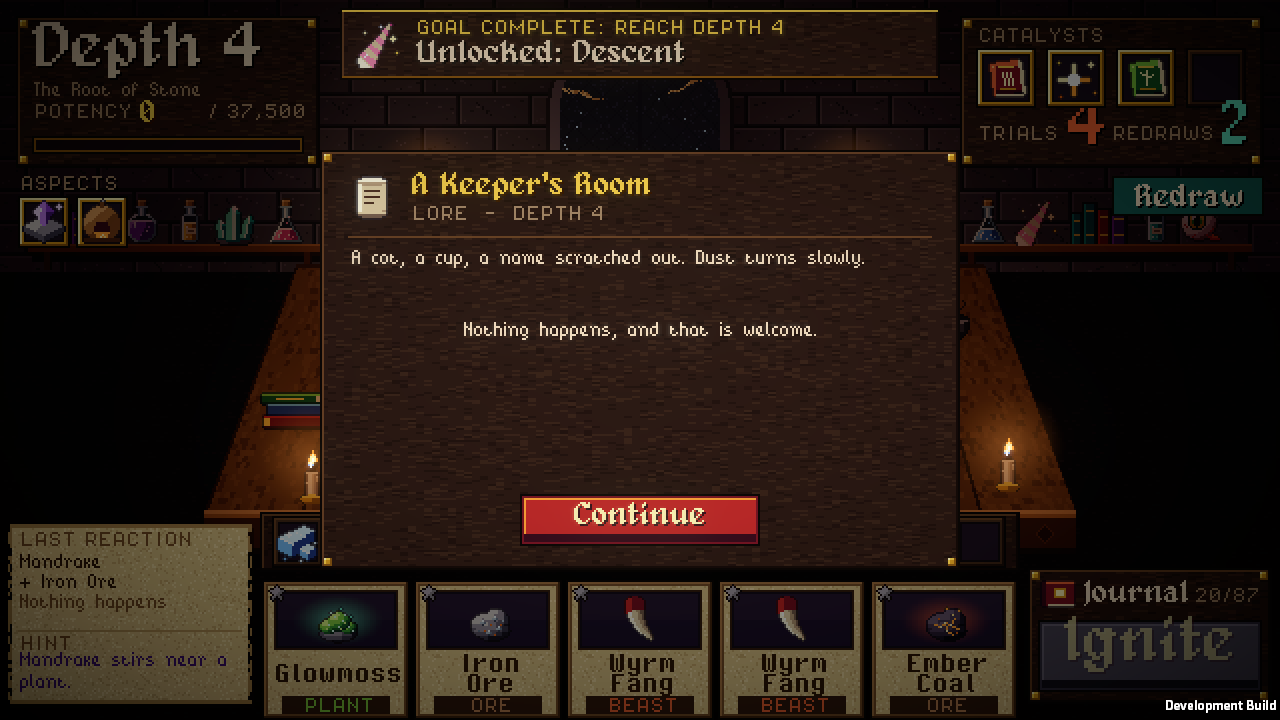 Depth 4
The Root of Stone
POTENCY 0 / 37,500
GOAL COMPLETE: REACH DEPTH 4
Unlocked: Descent
CATALYSTS
TRIALS 4 REDRAWS 2
ASPECTS
Redraw
A Keeper's Room
LORE - DEPTH 4
A cot, a cup, a name scratched out. Dust turns slowly.
Nothing happens, and that is welcome.
Continue
LAST REACTION
Mandrake
+ Iron Ore
Nothing happens
HINT
Mandrake stirs near a
plant.
Glowmoss
PLANT
Iron
Ore
ORE
Wyrm
Fang
BEAST
Wyrm
Fang
BEAST
Ember
Coal
ORE
Journal 20/87
Ignite
Development Build